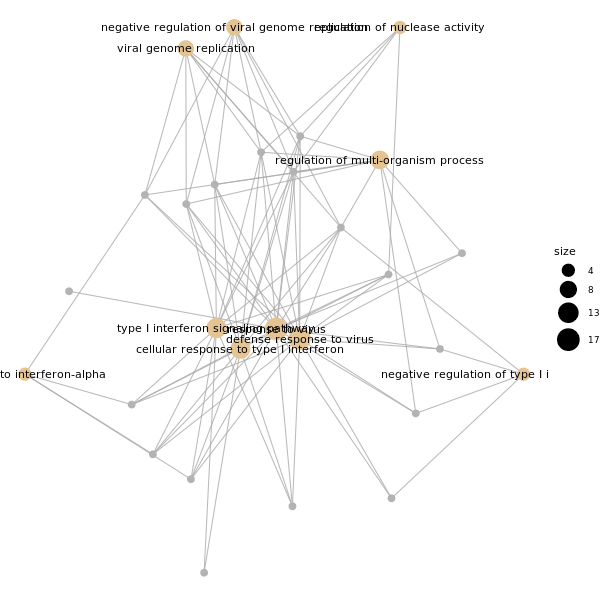 negative regulation of viral genome replication
regulation of nuclease activity
viral genome replication
regulation of multi-organism process
size
4
8
13
17
type I interferon signaling pathway
response to virus
defense response to virus
cellular response to type I interferon
to interferon-alpha
negative regulation of type I i